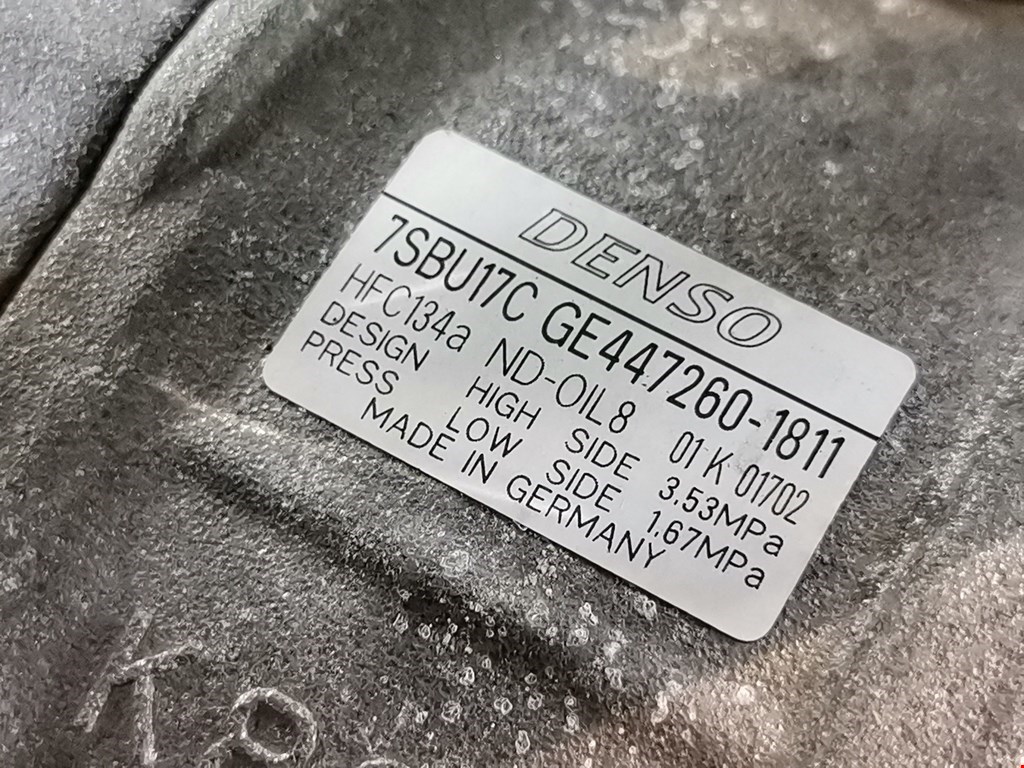 DENSO
7SBU17C GE447260-1811
HFC134a ND-OIL8 01 K 01702
DESIGN HIGH SIDE 3.53MPa
PRESS LOW SIDE 1.67MPa
MADE IN GERMANY